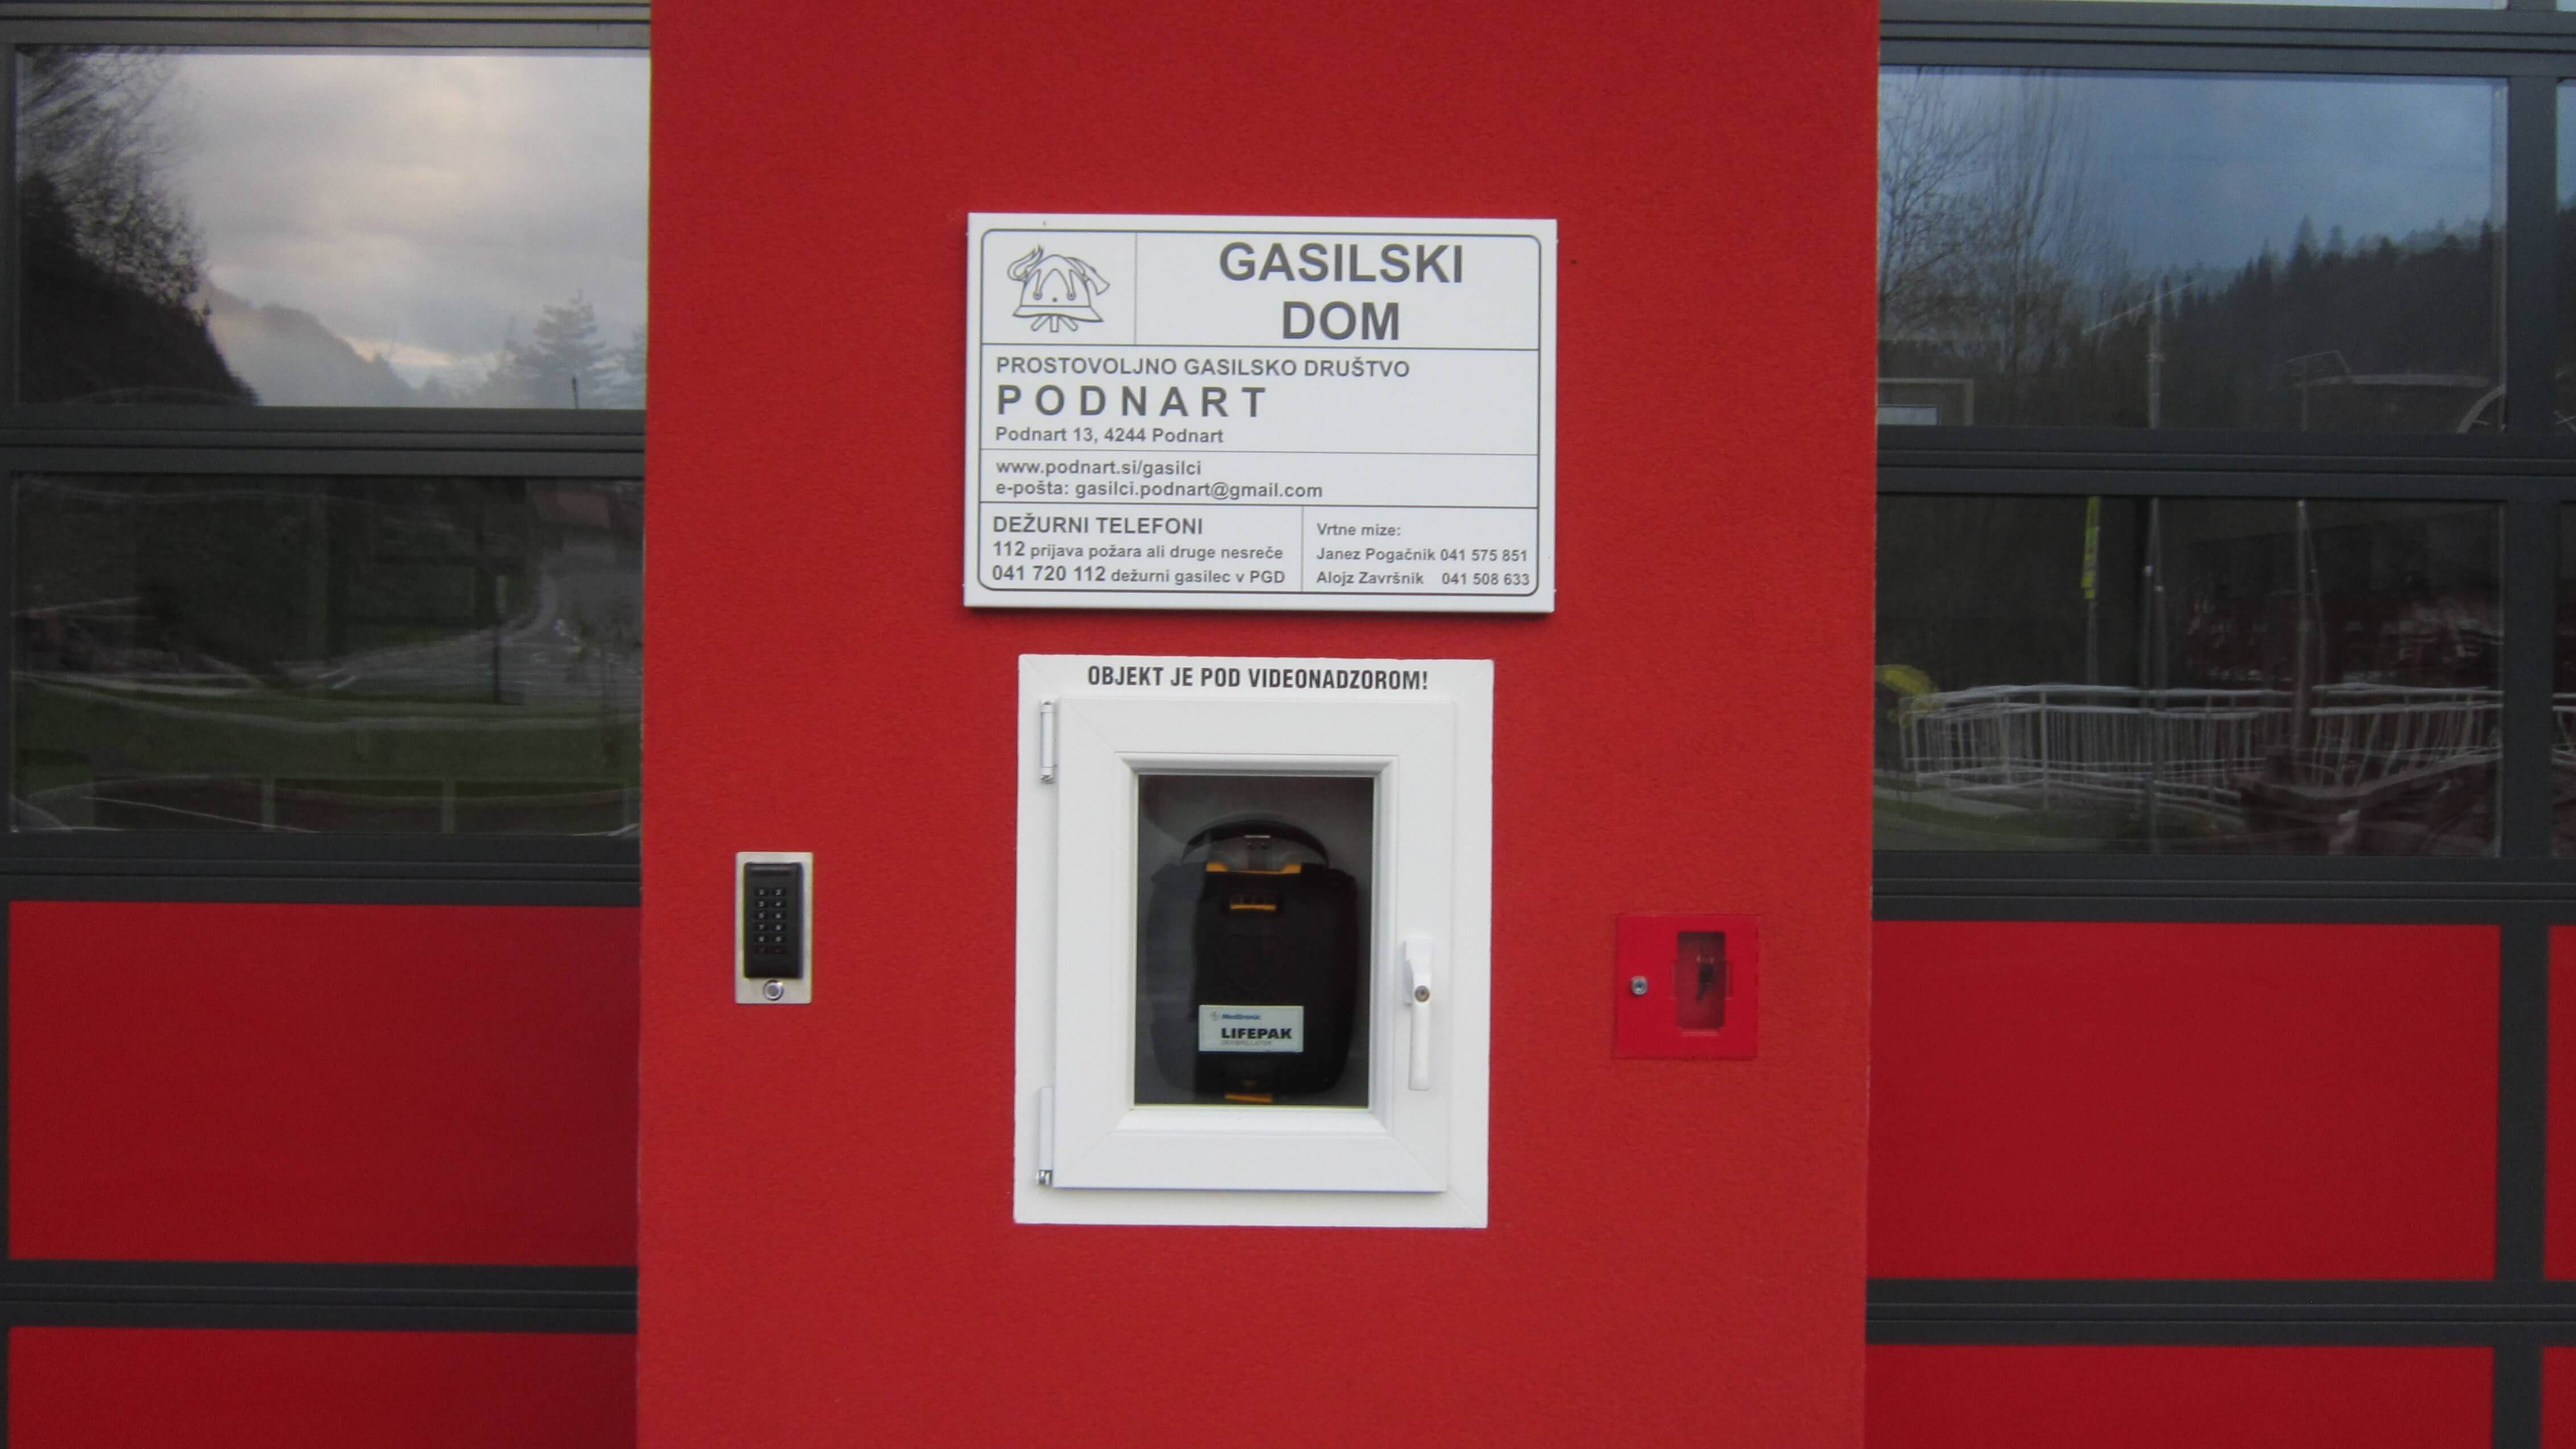 GASILSKI
DOM
PROSTOVOLJNO GASILSKO DRUŠTVO
PODNART
Podnart 13, 4244 Podnart
www.podnart.si/gasilci
e-pošta: gasilci.podnart@gmail.com
DEŽURNI TELEFONI
112 prijava požara ali druge nesreče
041 720 112 dežurni gasilec v PGD
Vrtne mize:
Janez Pogačnik 041 575 851
Alojz Završnik 041 508 633
OBJEKT JE POD VIDEONADZOROM!
Medtronic
LIFEPAK